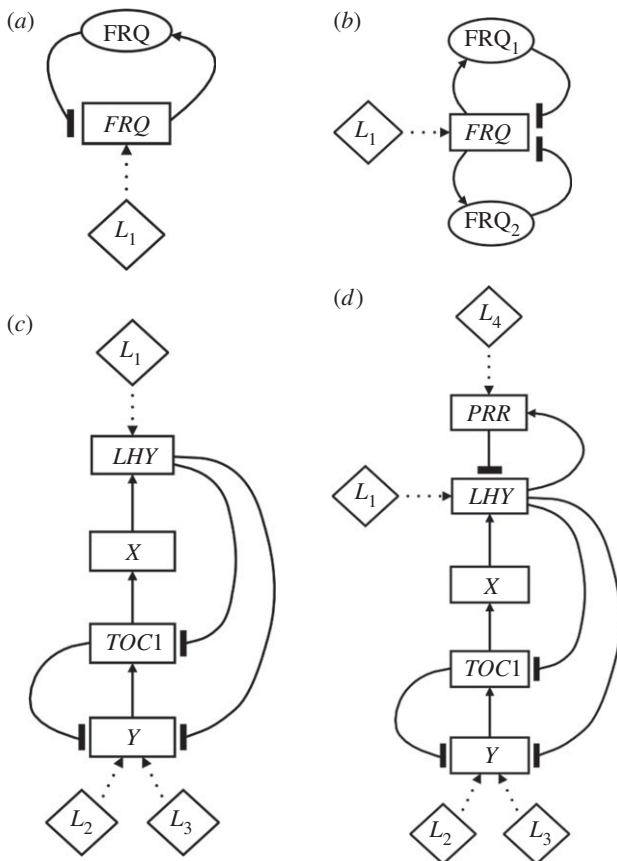 (a)
FRQ
FRQ
L1
(b)
FRQ1
L1
FRQ
FRQ2
(c)
L1
LHY
X
TOC1
Y
L2
L3
(d)
L4
PRR
L1
LHY
X
TOC1
Y
L2
L3